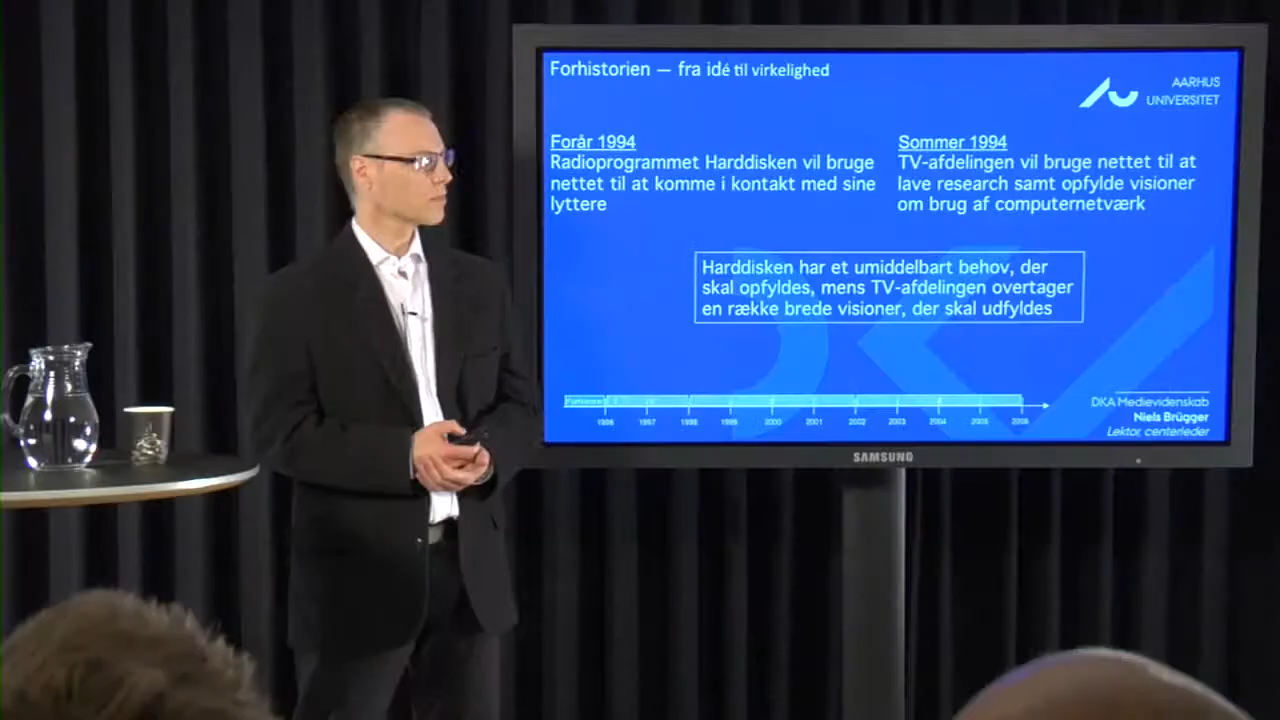 Forhistorien — fra idé til virkelighed
AARHUS
UNIVERSITET
Forår 1994
Radioprogrammet Harddisken vil bruge
nettet til at komme i kontakt med sine
lyttere
Sommer 1994
TV-afdelingen vil bruge nettet til at
lave research samt opfylde visioner
om brug af computernetværk
Harddisken har et umiddelbart behov, der
skal opfyldes, mens TV-afdelingen overtager
en række brede visioner, der skal udfyldes
1996 1997 1998 1999 2000 2001 2002 2003 2004 2005 2006
DKA Medievidenskab
Niels Brügger
Lektor, centerleder
SAMSUNG